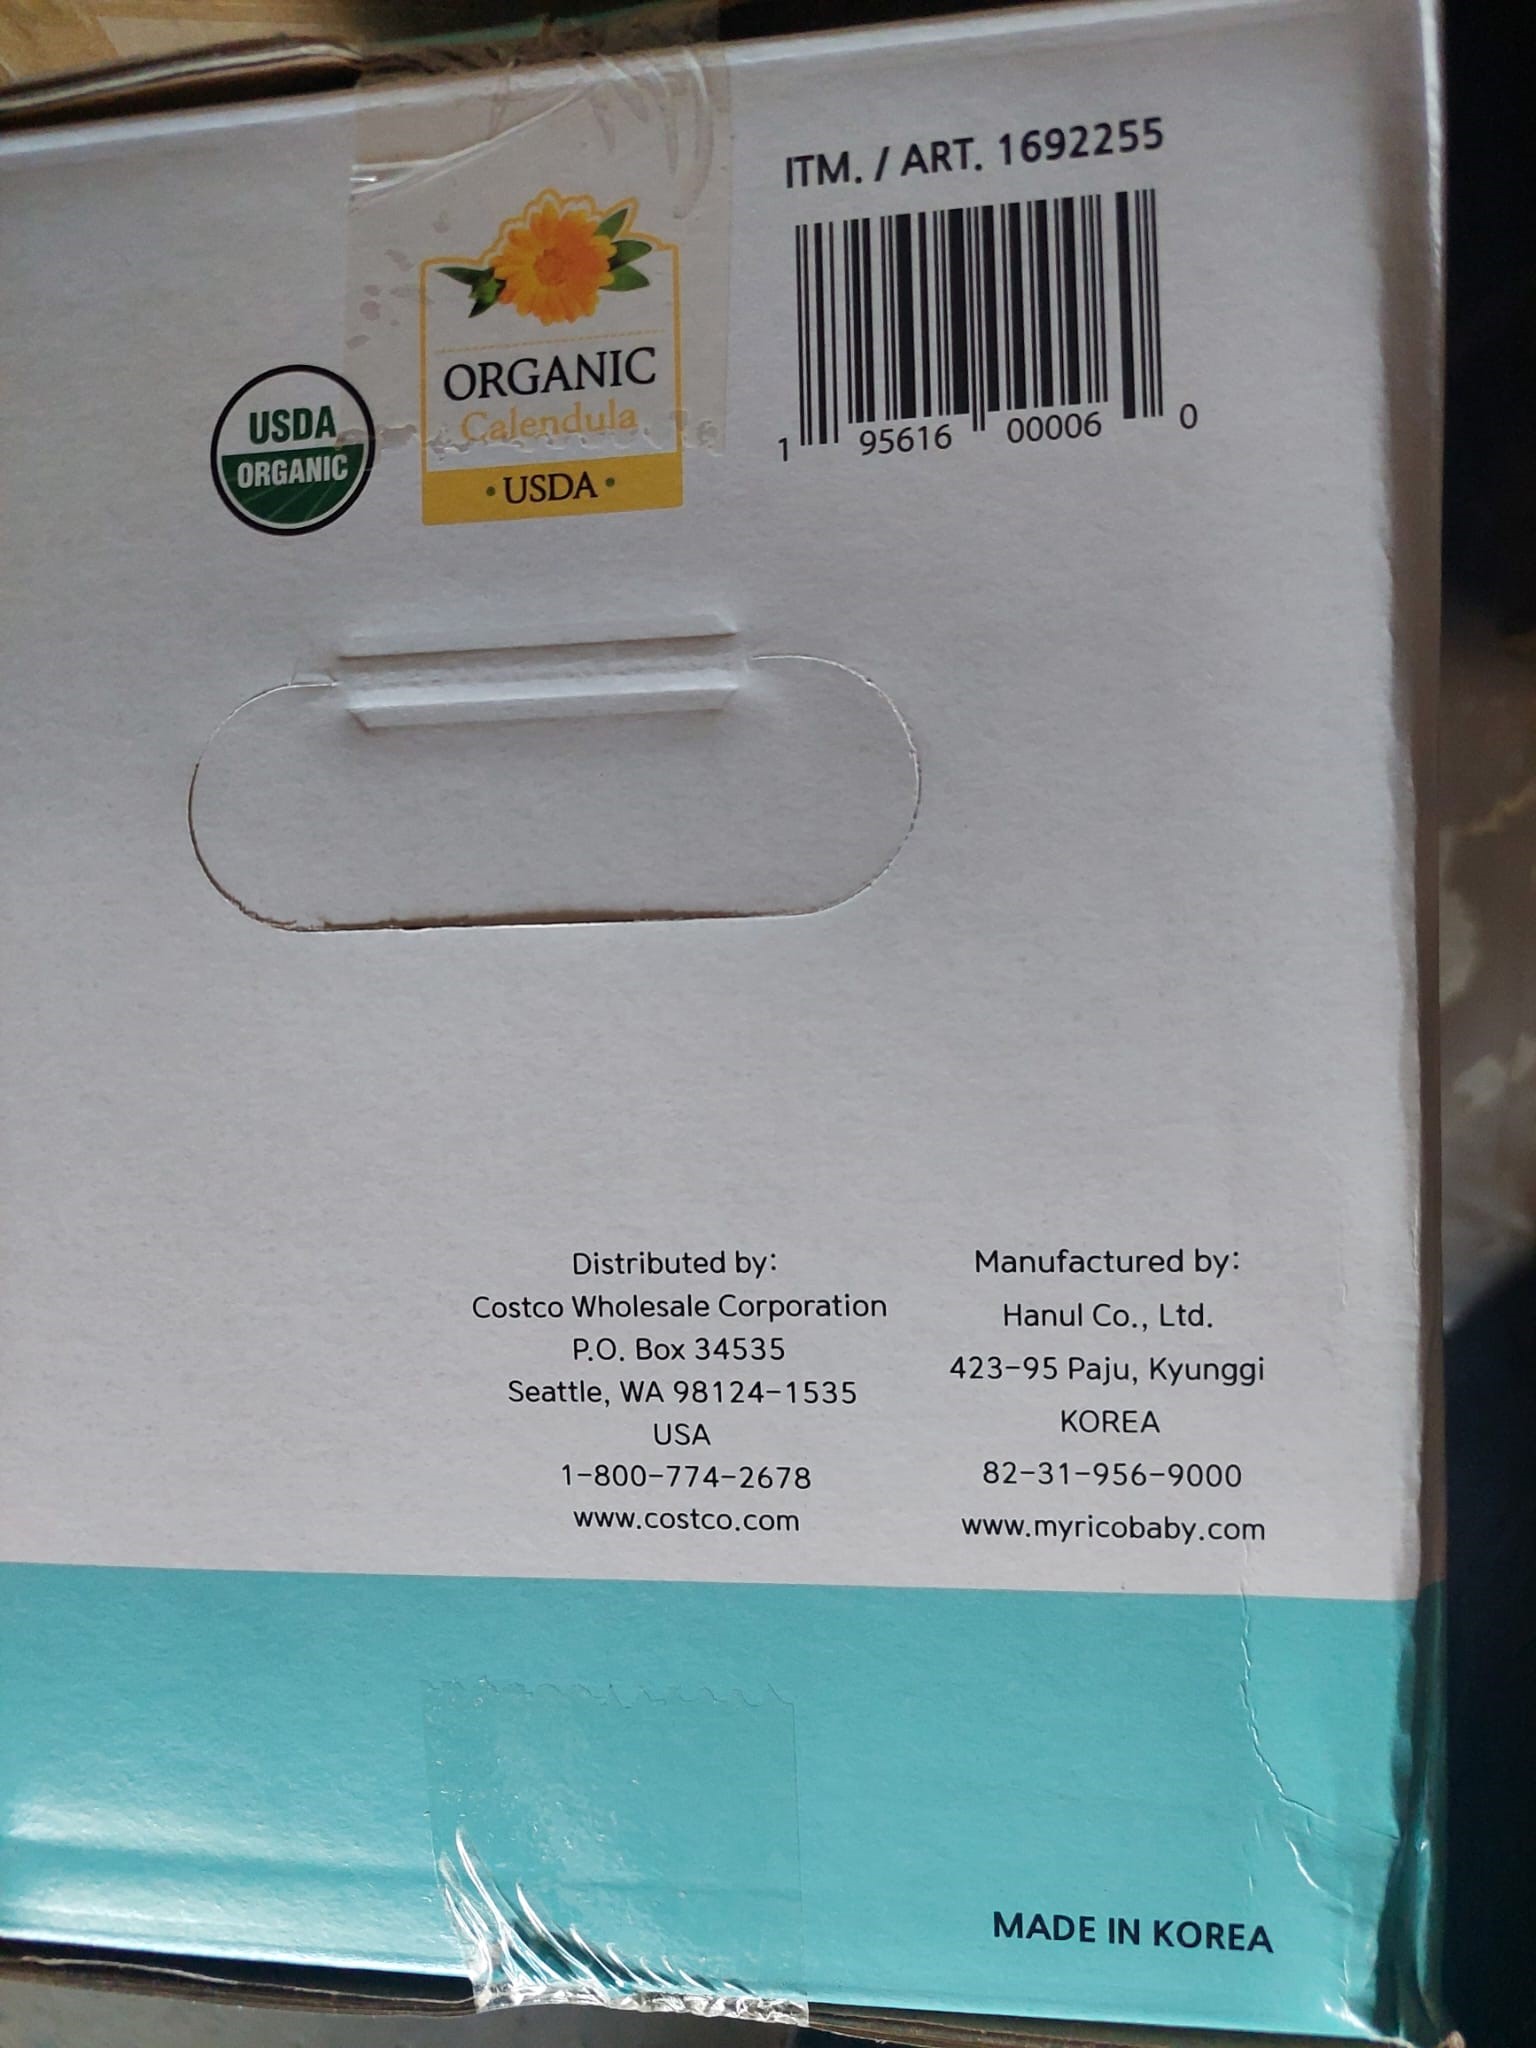 ITM. / ART. 1692255
1 95616 00006 0
USDA
ORGANIC
ORGANIC
Calendula
• USDA •
Distributed by:
Costco Wholesale Corporation
P.O. Box 34535
Seattle, WA 98124-1535
USA
1-800-774-2678
www.costco.com
Manufactured by:
Hanul Co., Ltd.
423-95 Paju, Kyunggi
KOREA
82-31-956-9000
www.myricobaby.com
MADE IN KOREA